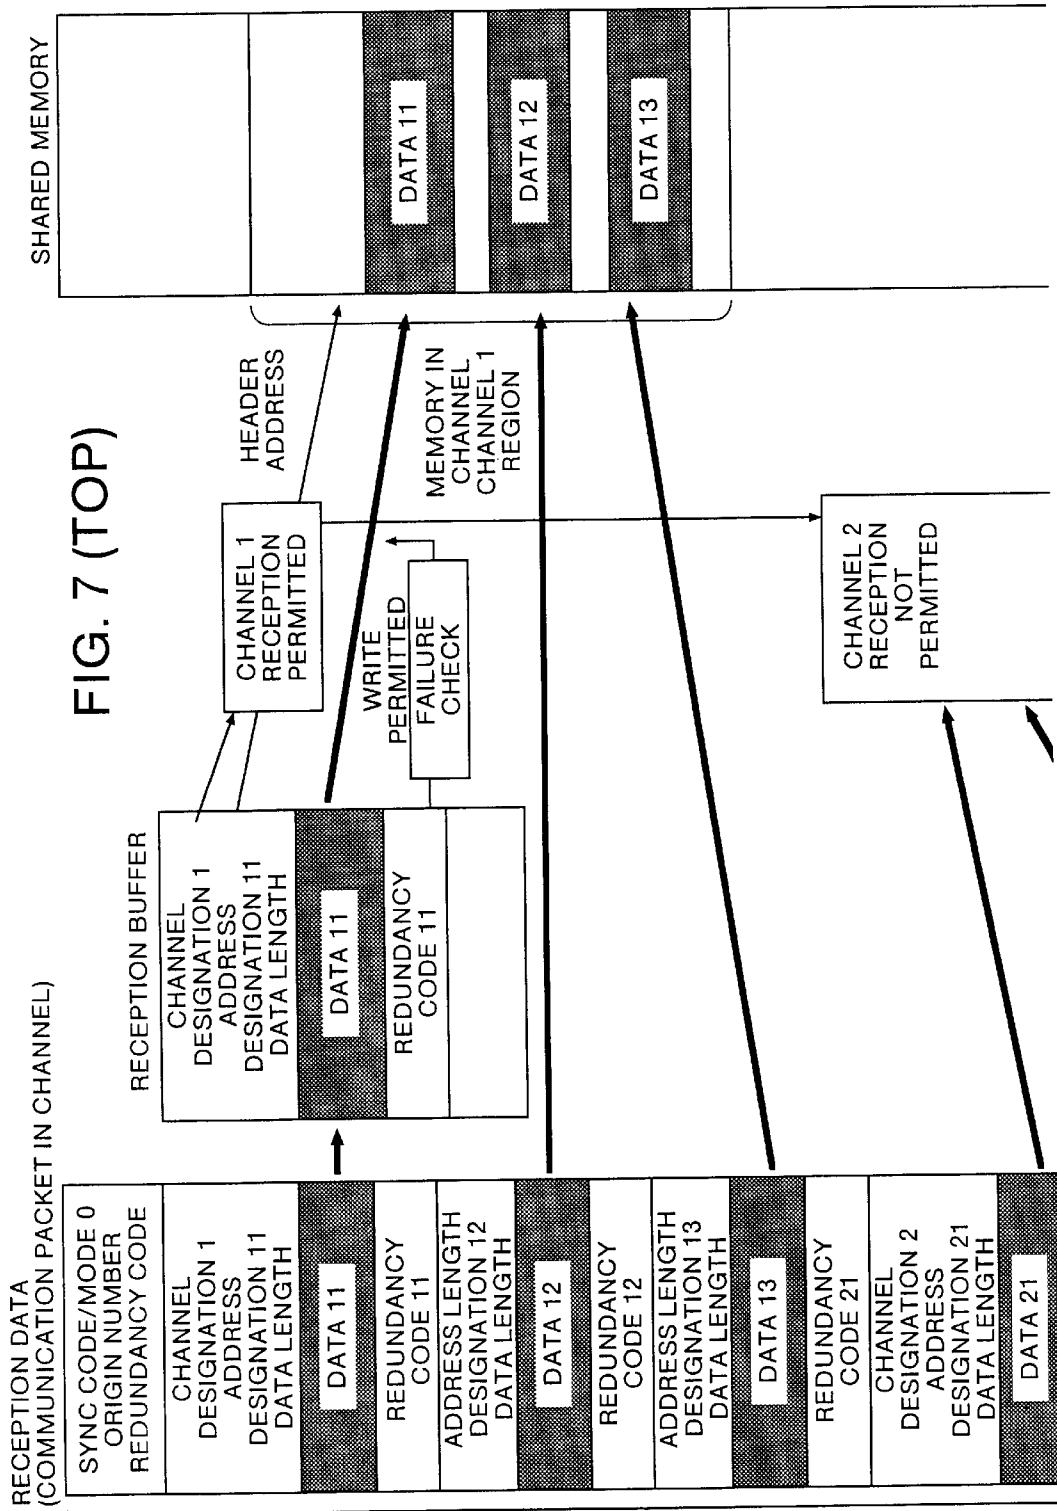 FIG. 7 (TOP)
RECEPTION DATA
(COMMUNICATION PACKET IN CHANNEL)
SYNC CODE/MODE 0
ORIGIN NUMBER
REDUNDANCY CODE
CHANNEL
DESIGNATION 1
ADDRESS
DESIGNATION 11
DATA LENGTH
DATA 11
REDUNDANCY
CODE 11
ADDRESS LENGTH
DESIGNATION 12
DATA LENGTH
DATA 12
REDUNDANCY
CODE 12
ADDRESS LENGTH
DESIGNATION 13
DATA LENGTH
DATA 13
REDUNDANCY
CODE 21
CHANNEL
DESIGNATION 2
ADDRESS
DESIGNATION 21
DATA LENGTH
DATA 21
RECEPTION BUFFER
CHANNEL
DESIGNATION 1
ADDRESS
DESIGNATION 11
DATA LENGTH
DATA 11
REDUNDANCY
CODE 11
CHANNEL 1
RECEPTION
PERMITTED
WRITE
PERMITTED
FAILURE
CHECK
HEADER
ADDRESS
MEMORY IN
CHANNEL
CHANNEL 1
REGION
CHANNEL 2
RECEPTION
NOT
PERMITTED
SHARED MEMORY
DATA 11
DATA 12
DATA 13